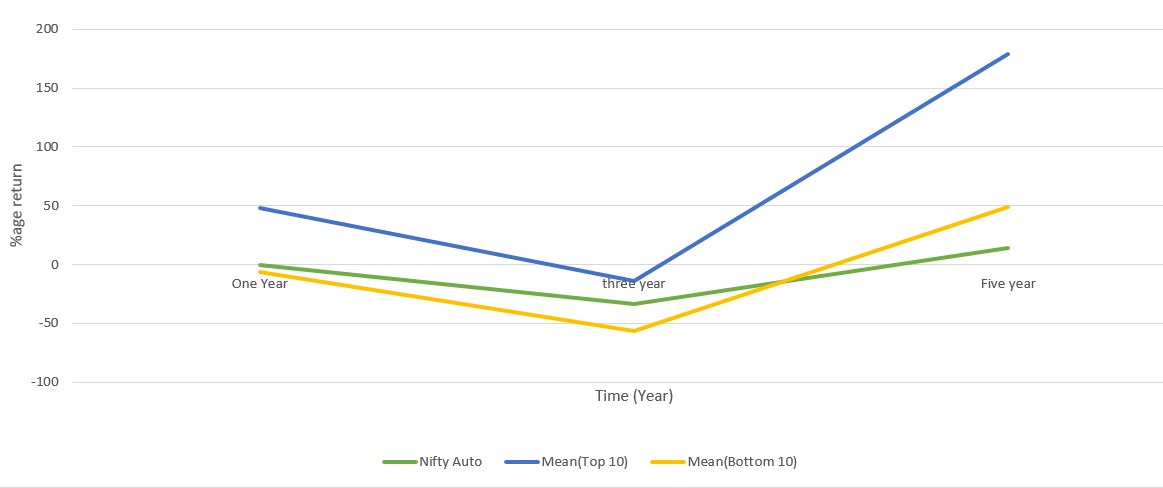 200
150
100
50
0
-50
-100
%age return
One Year three year Five year
Time (Year)
Nifty Auto Mean(Top 10) Mean(Bottom 10)